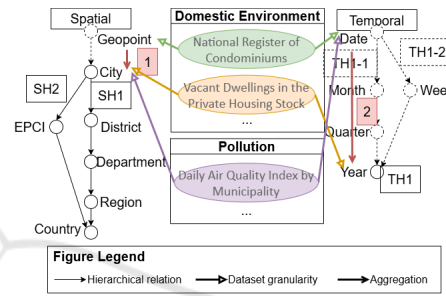 Spatial
Geopoint
1
City
SH2
SH1
EPCI
District
Department
Region
Country
Domestic Environment
National Register of
Condominiums
Vacant Dwellings in the
Private Housing Stock
...
Pollution
Daily Air Quality Index by
Municipality
...
Temporal
Date
TH1-1
TH1-2
Month
Wee
2
Quarter
Year
TH1
Figure Legend
Hierarchical relation
Dataset granularity
Aggregation